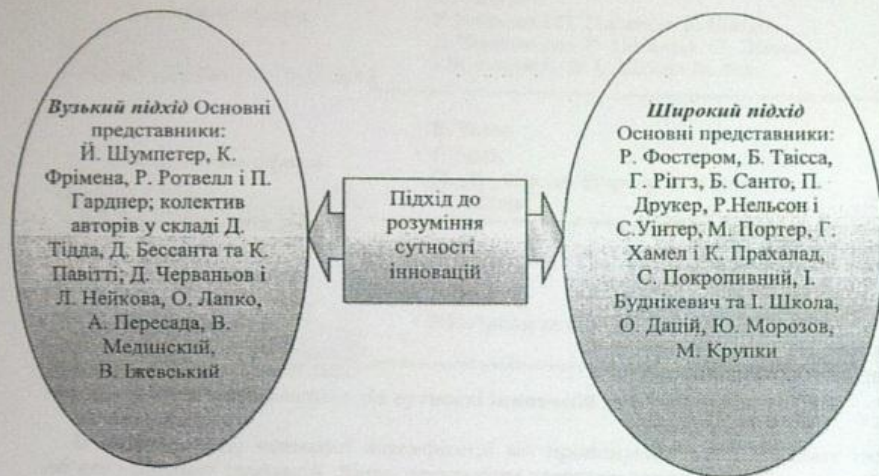 Вузький підхід Основні
представники:
Й. Шумпетер, К.
Фрімена, Р. Ротвелл і П.
Гарднер; колектив
авторів у складі Д.
Тідда, Д. Бессанта та К.
Павітті; Д. Черваньов і
Л. Нейкова, О. Лапко,
А. Пересада, В.
Мединский,
В. Іжевський
Підхід до
розуміння
сутності
інновацій
Широкий підхід
Основні представники:
Р. Фостером, Б. Твісса,
Г. Ріггз, Б. Санто, П.
Друкер, Р.Нельсон і
С.Уінтер, М. Портер, Г.
Хамел і К. Прахалад,
С. Покропивний, І.
Буднікевич та І. Школа,
О. Дацій, Ю. Морозов,
М. Крупки